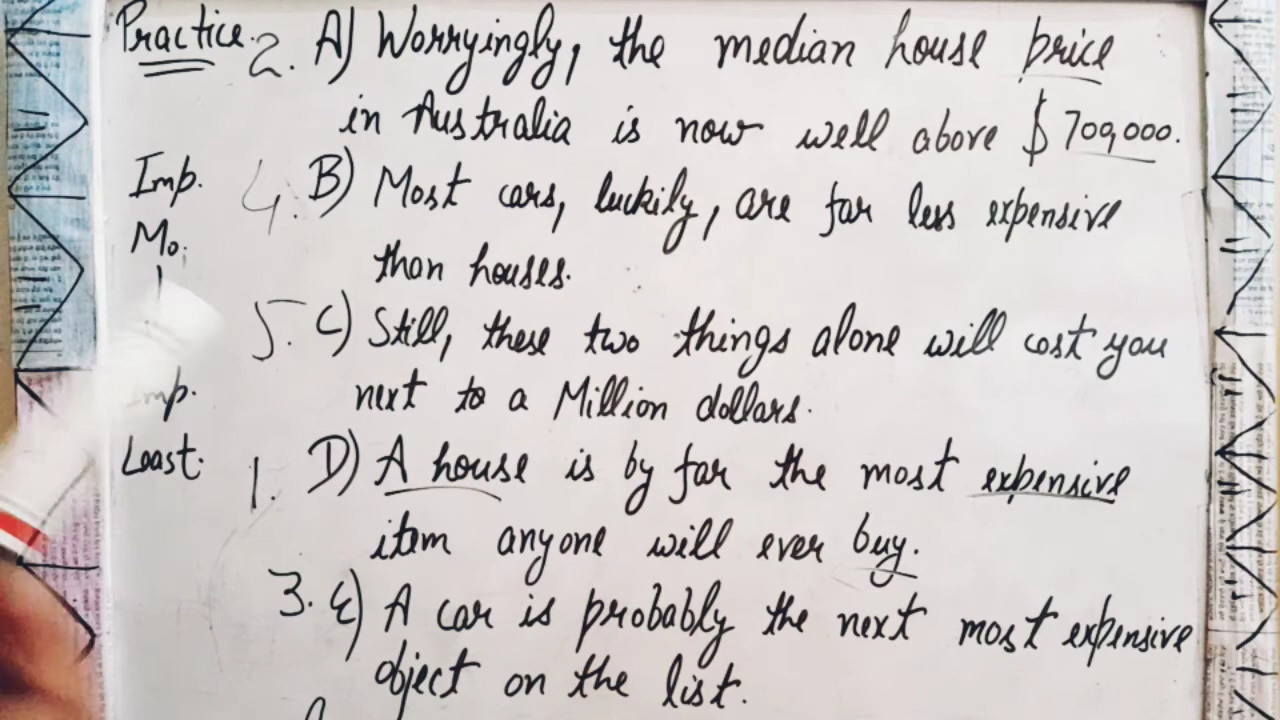 Practice. 2. A) Worryingly, the median house price
in Australia is now well above $ 700,000.
Imp. 4. B) Most cars, luckily, are far less expensive
Mo. than houses.
5. C) Still, these two things alone will cost you
mp. next to a Million dollars.
Least. 1. D) A house is by far the most expensive
item anyone will ever buy.
3. E) A car is probably the next most expensive
object on the list.